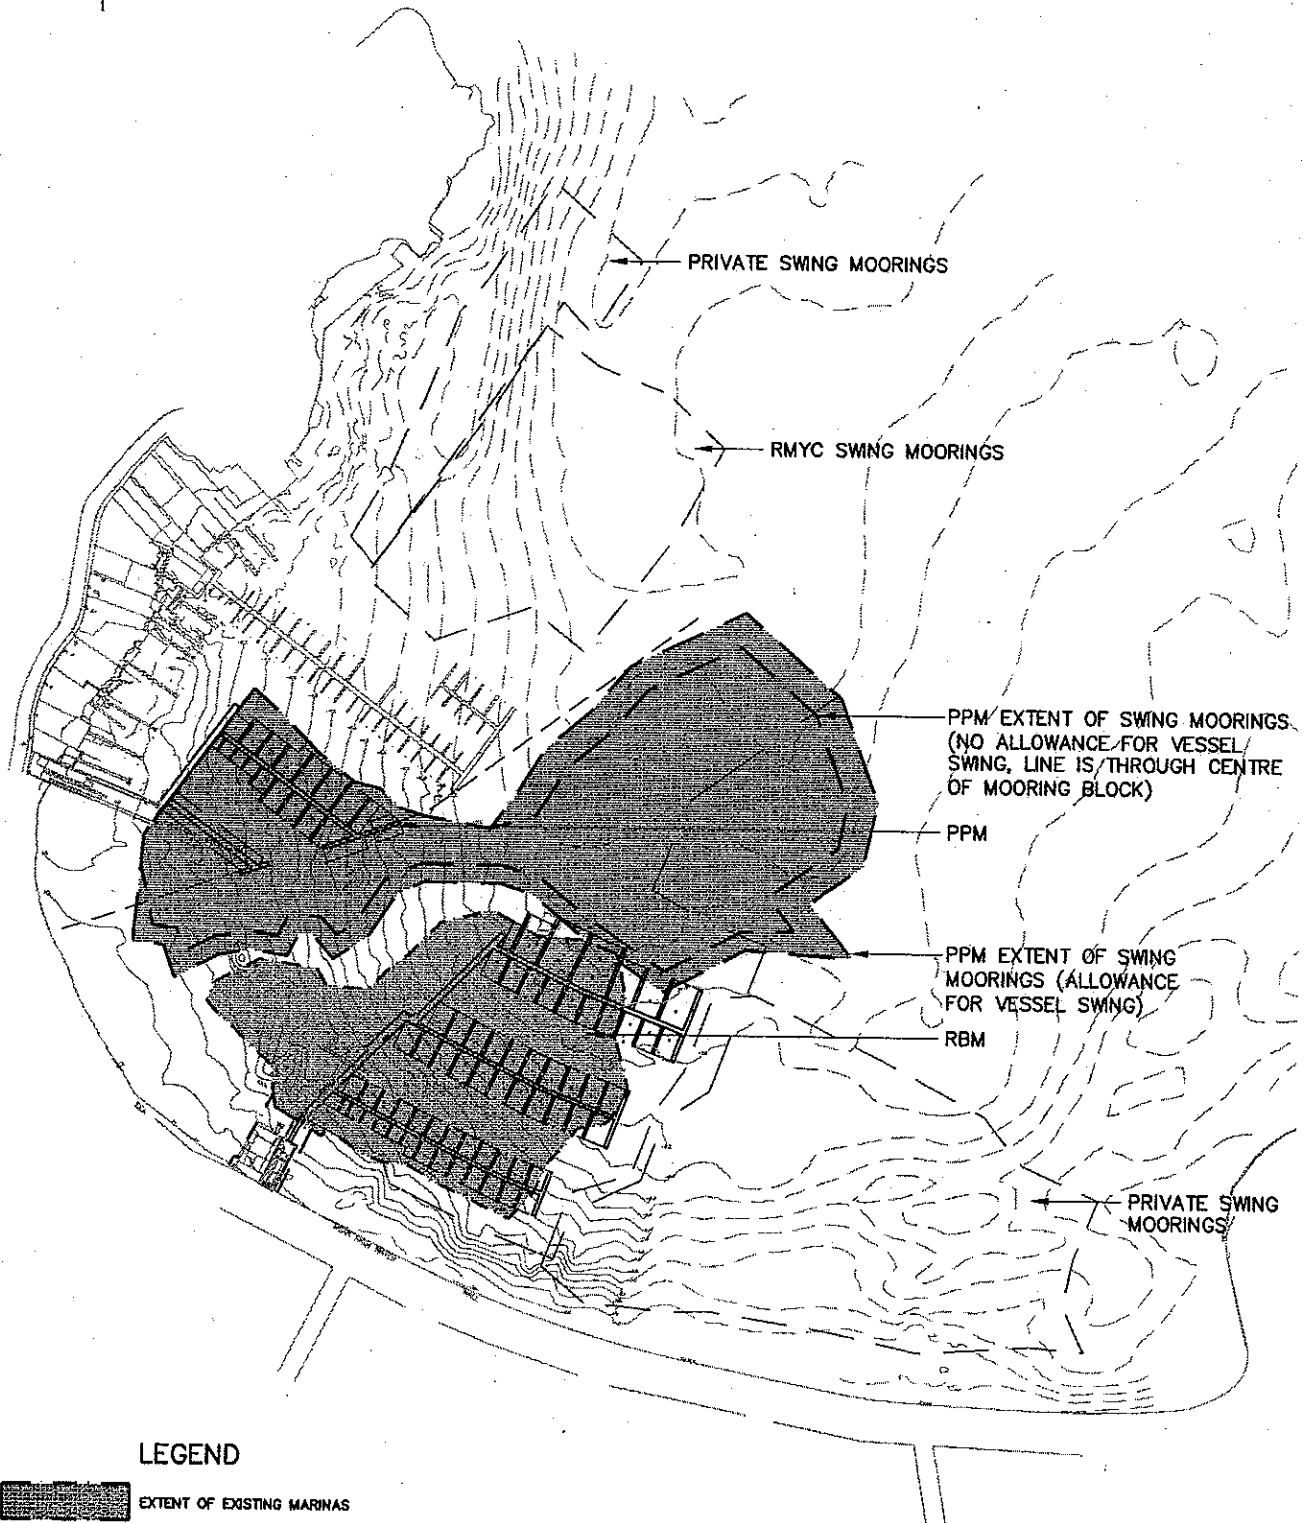 PRIVATE SWING MOORINGS
RMYC SWING MOORINGS
PPM EXTENT OF SWING MOORINGS
(NO ALLOWANCE FOR VESSEL
SWING, LINE IS THROUGH CENTRE
OF MOORING BLOCK)
PPM
PPM EXTENT OF SWING
MOORINGS (ALLOWANCE
FOR VESSEL SWING)
RBM
PRIVATE SWING
MOORINGS
LEGEND
EXTENT OF EXISTING MARINAS